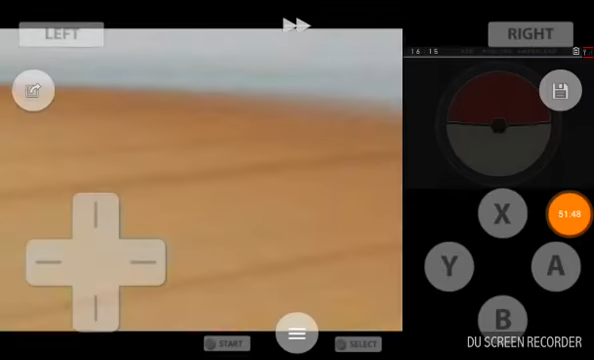 LEFT
RIGHT
16:15
X
51:48
Y
A
B
START
SELECT
DU SCREEN RECORDER